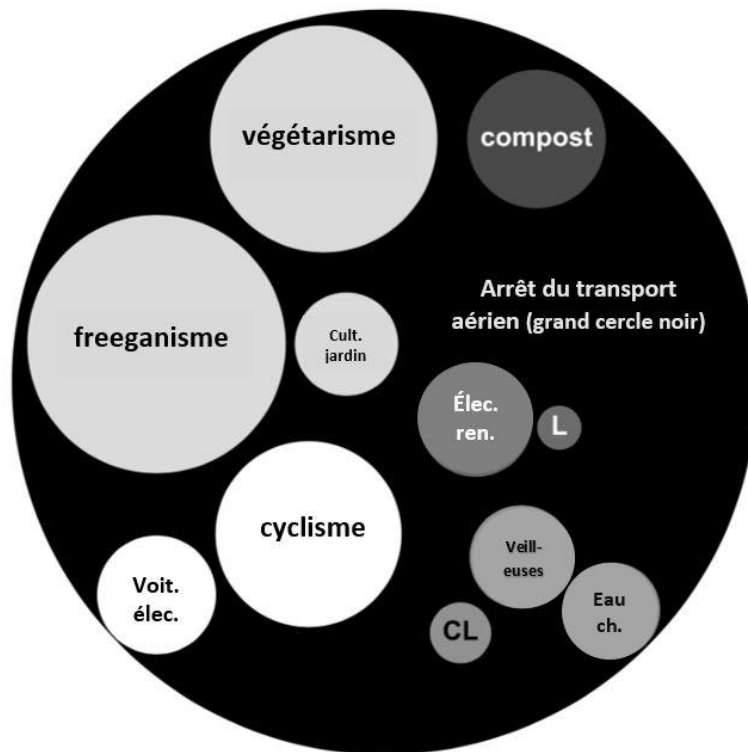 végétarisme
compost
Arrêt du transport
aérien (grand cercle noir)
freeganisme
Cult.
jardin
Élec.
ren.
L
cyclisme
Veill-
euses
Voit.
élec.
Eau
ch.
CL